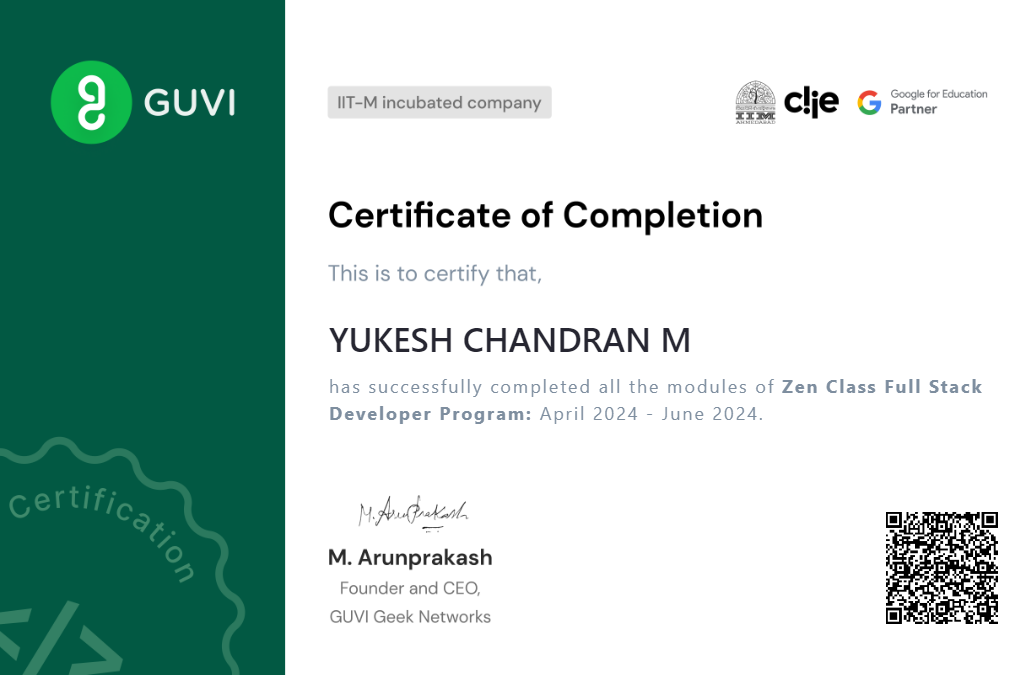 GUVI
IIT-M incubated company
IIM
AHMEDABAD
c!ie
Google for Education
Partner
Certificate of Completion
This is to certify that,
YUKESH CHANDRAN M
has successfully completed all the modules of Zen Class Full Stack
Developer Program: April 2024 - June 2024.
Certification
</>
M. Arunprakash
M. Arunprakash
Founder and CEO,
GUVI Geek Networks